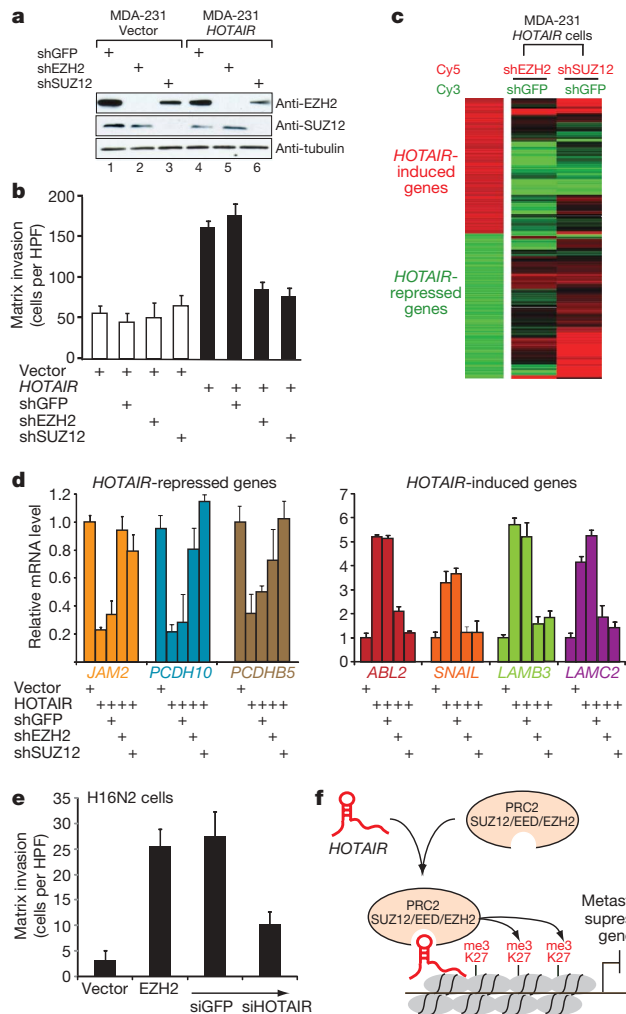 a
MDA-231 Vector
MDA-231 HOTAIR
shGFP + +
shEZH2 + +
shSUZ12 + +
Anti-EZH2
Anti-SUZ12
Anti-tubulin
1 2 3 4 5 6
b
Matrix invasion (cells per HPF)
200
150
100
50
0
Vector + + + +
HOTAIR + + + +
shGFP + +
shEZH2 + +
shSUZ12 + +
c
MDA-231
HOTAIR cells
Cy5 shEZH2 shSUZ12
Cy3 shGFP shGFP
HOTAIR-induced genes
HOTAIR-repressed genes
d
HOTAIR-repressed genes
Relative mRNA level
1.2
1.0
0.8
0.6
0.4
0.2
JAM2 PCDH10 PCDHB5
HOTAIR-induced genes
7
6
5
4
3
2
1
0
ABL2 SNAIL LAMB3 LAMC2
Vector + + + + +
HOTAIR ++++ ++++ ++++ ++++ ++++ ++++
shGFP + + + + + + +
shEZH2 + + + + + + +
shSUZ12 + + + + + + +
e
H16N2 cells
Matrix invasion (cells per HPF)
35
30
25
20
15
10
5
0
Vector EZH2 siGFP siHOTAIR
f
HOTAIR
PRC2
SUZ12/EED/EZH2
PRC2
SUZ12/EED/EZH2
me3 me3 me3
K27 K27 K27
Metas
supre
gen